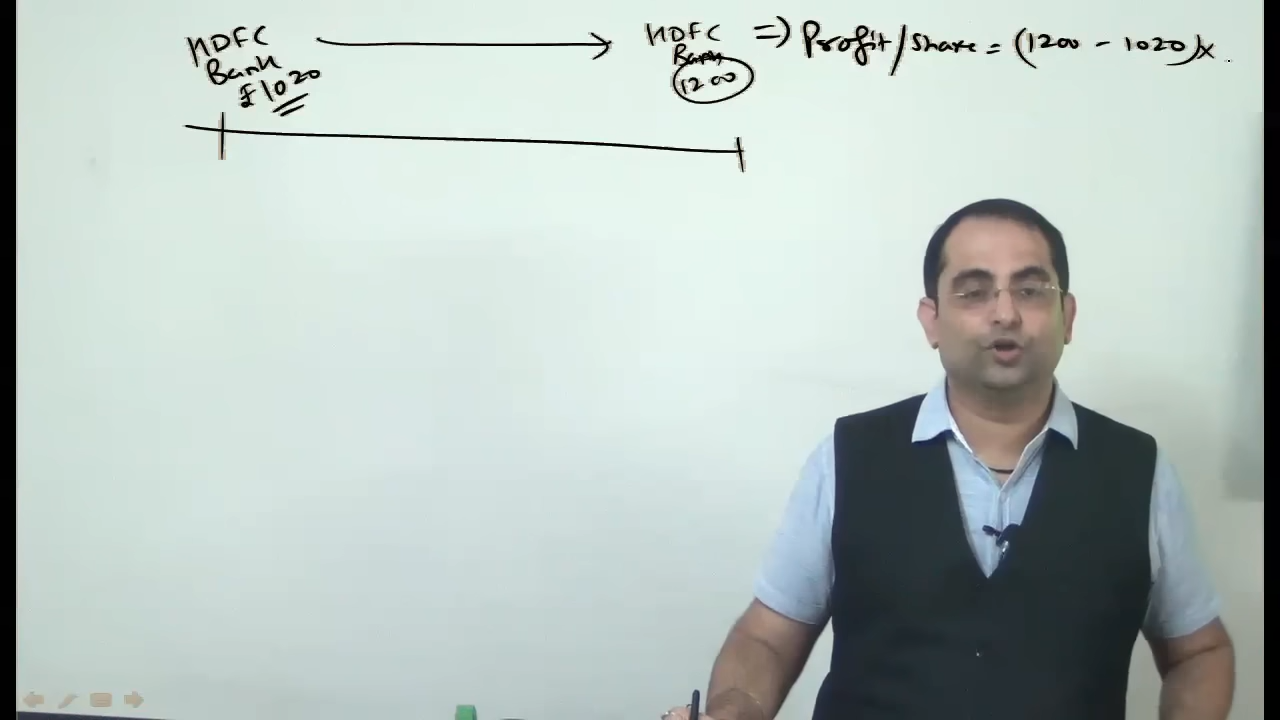 HDFC
Bank
₹1020
HDFC
Bank
1200
=) Profit/Share = (1200 - 1020)x